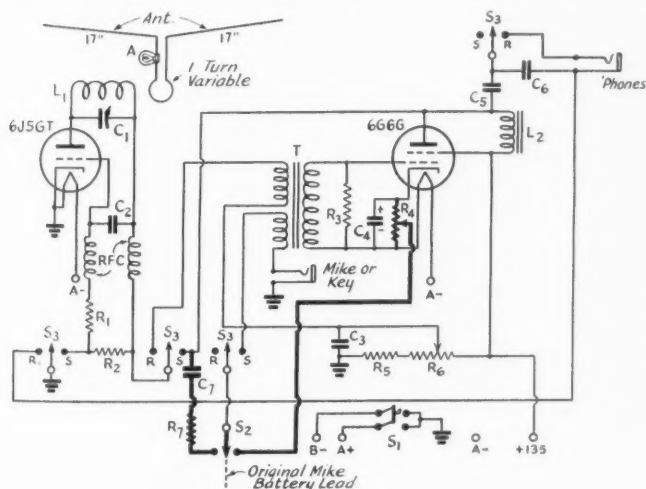 Ant.
17" 17"
A
1 Turn
Variable
L1
C1
6J5GT
C2
RFC
A-
R1
R2
S3
R S
S3
R S
C7
R7
S3
R S
S2
Original Mike
Battery Lead
T
R3
C4
+
-
R4
6G6G
A-
Mike or
Key
C3
R5
R6
S1
B- A+ A- +135
S3
S R
C5
C6
L2
'Phones